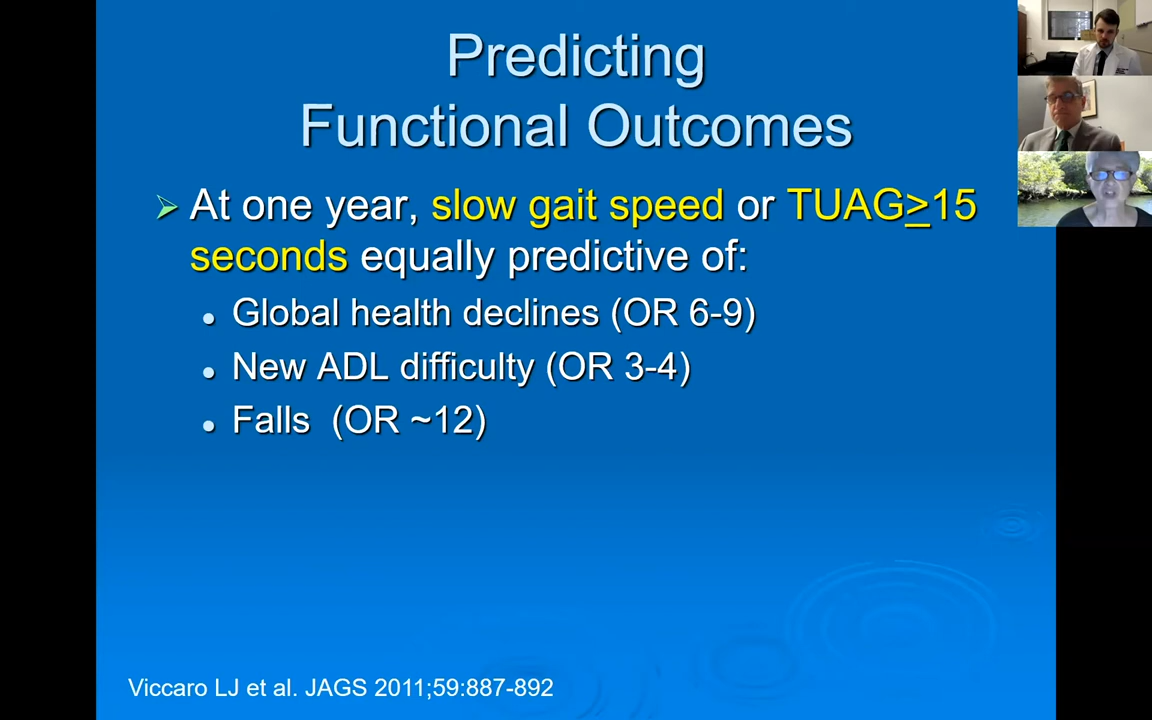 Predicting
Functional Outcomes
➢ At one year, slow gait speed or TUAG≥15
seconds equally predictive of:
• Global health declines (OR 6-9)
• New ADL difficulty (OR 3-4)
• Falls  (OR ~12)
Viccaro LJ et al. JAGS 2011;59:887-892